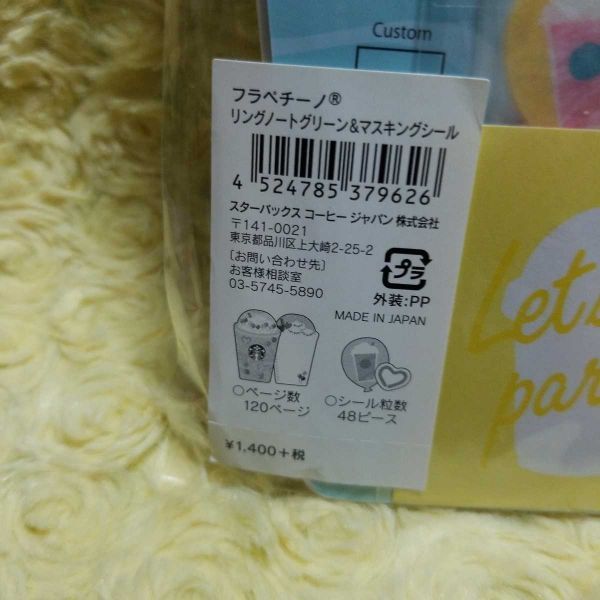 Custom
フラペチーノ®
リングノートグリーン&マスキングシール
4 524785 379626
スターバックス コーヒー ジャパン 株式会社
〒141-0021
東京都品川区上大崎2-25-2
[お問い合わせ先]
お客様相談室
03-5745-5890
プラ
外装:PP
MADE IN JAPAN
○ページ数
120ページ
○シール粒数
48ピース
¥1,400+税
Let's
par